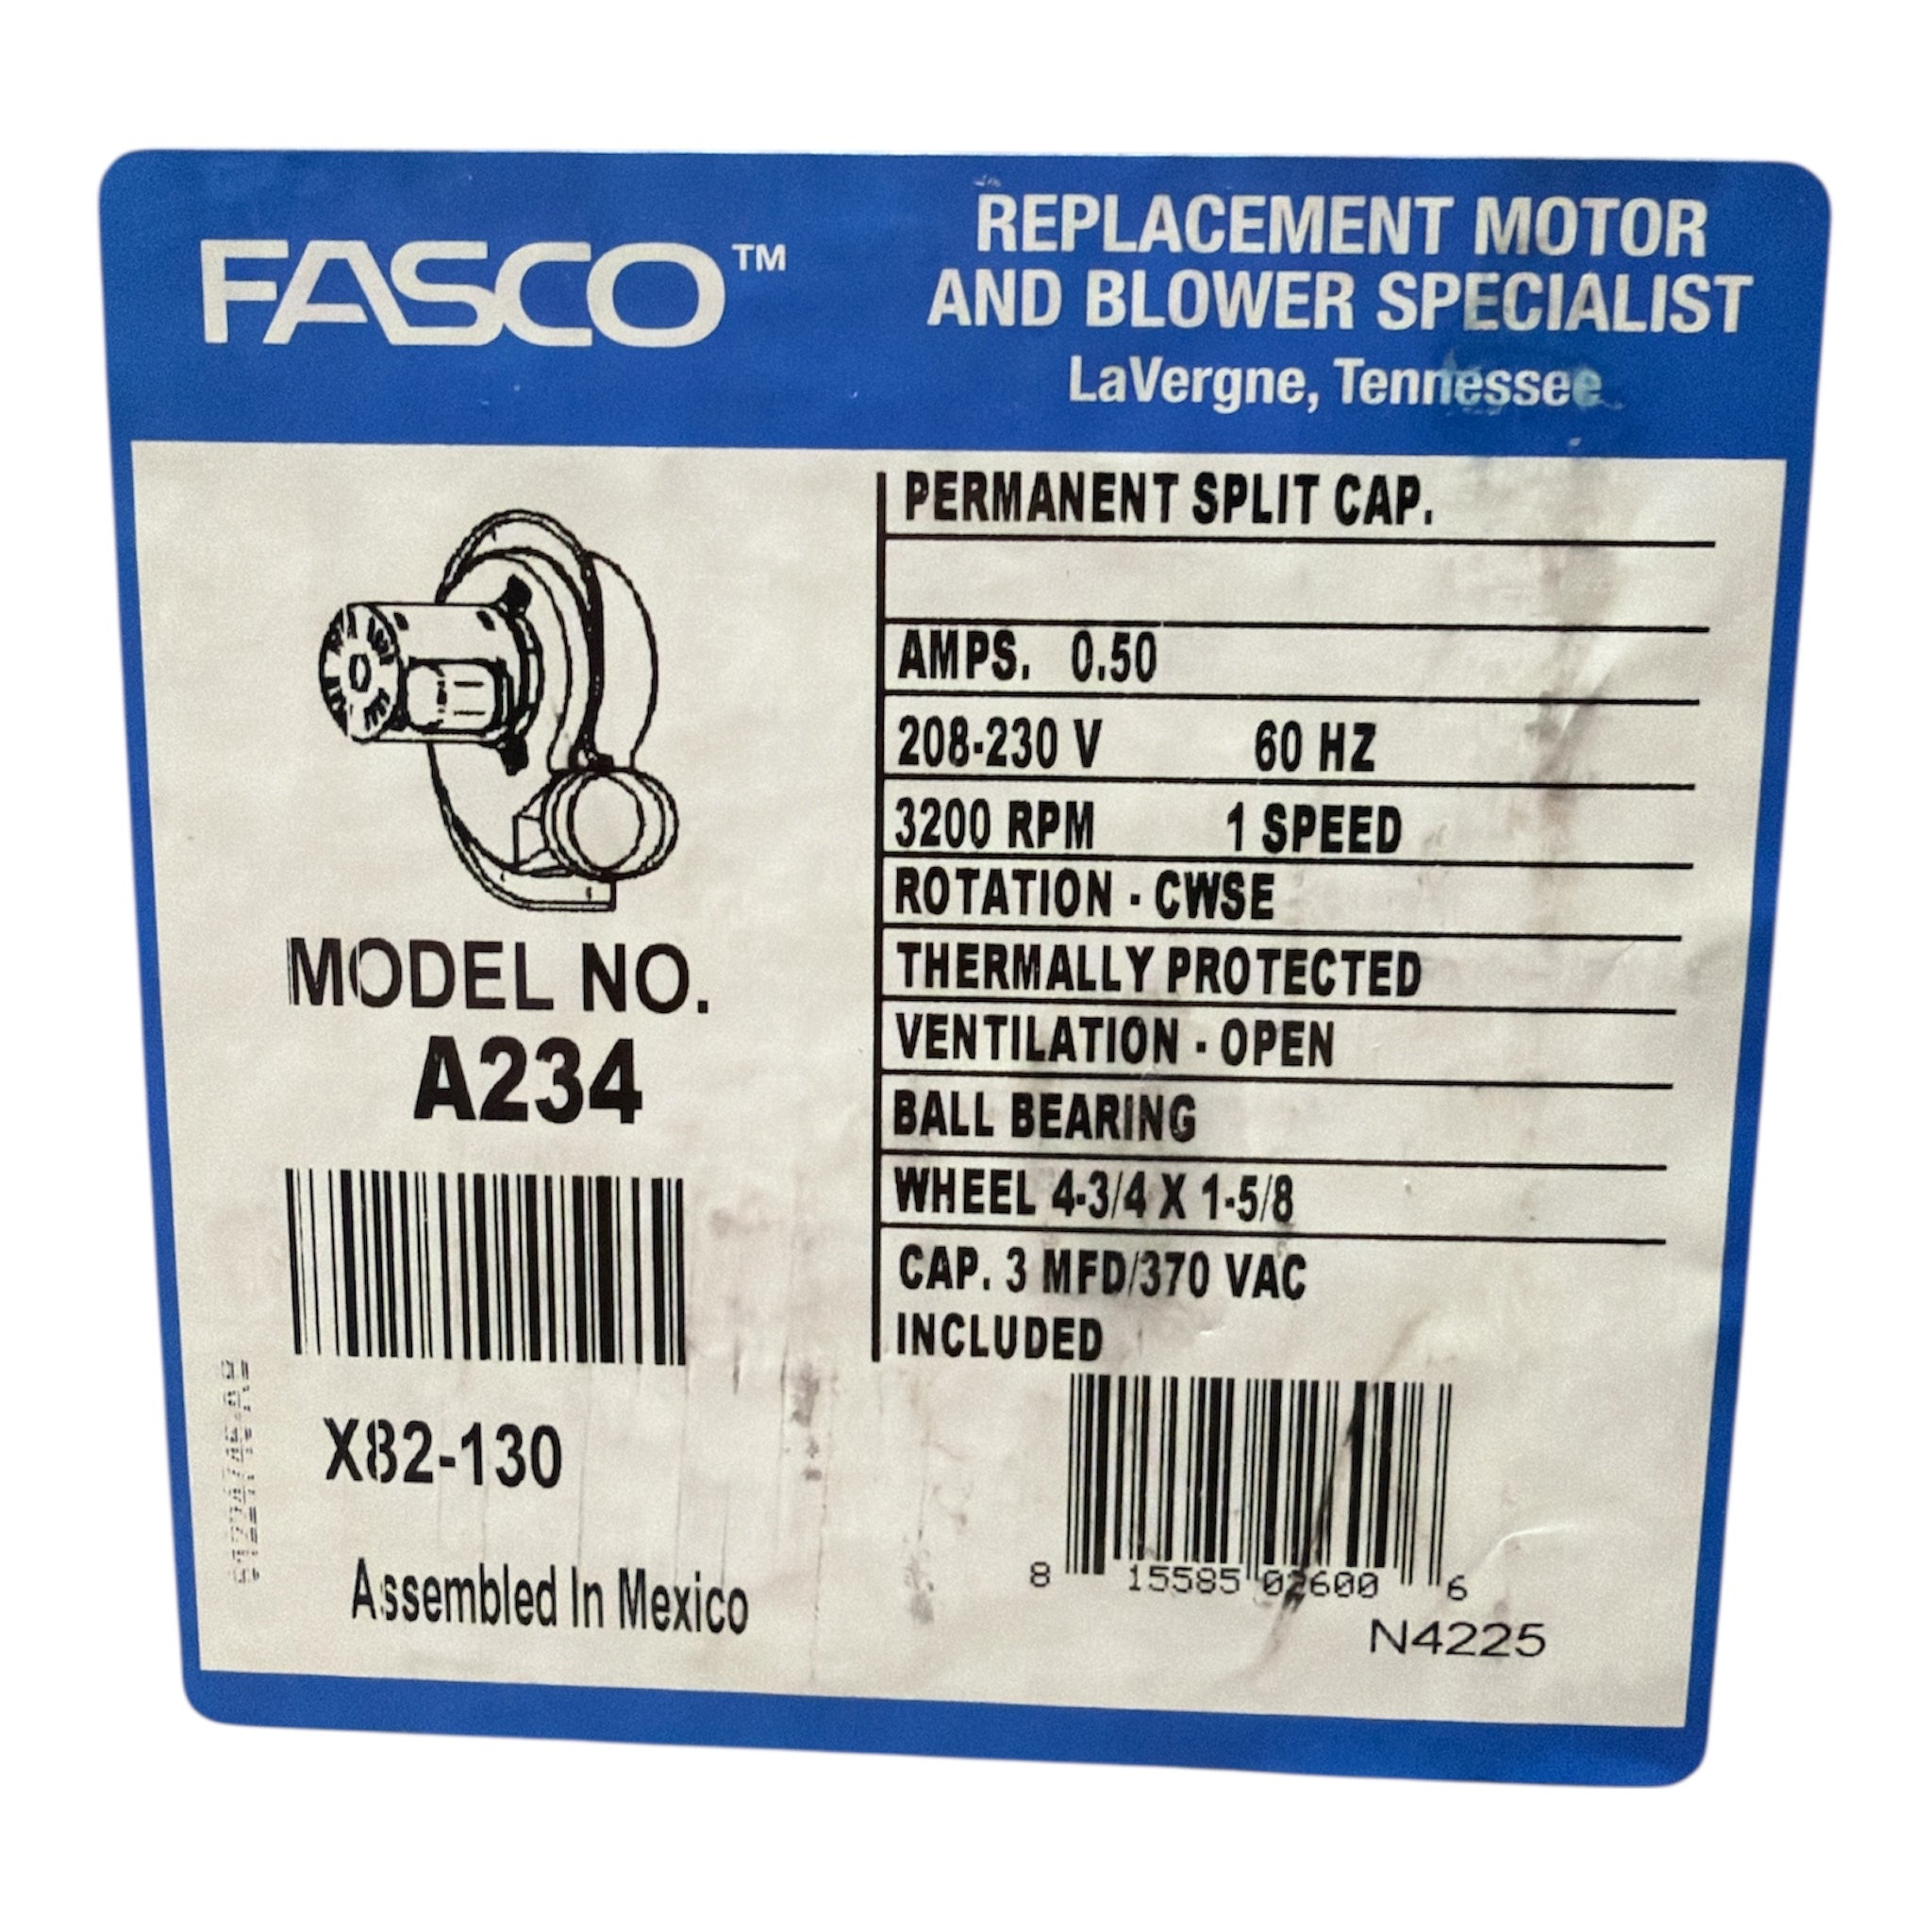 FASCO™
REPLACEMENT MOTOR
AND BLOWER SPECIALIST
LaVergne, Tennessee
MODEL NO.
A234
X82-130
Assembled In Mexico
PERMANENT SPLIT CAP.
AMPS. 0.50
208-230 V 60 HZ
3200 RPM 1 SPEED
ROTATION - CWSE
THERMALLY PROTECTED
VENTILATION - OPEN
BALL BEARING
WHEEL 4-3/4 X 1-5/8
CAP. 3 MFD/370 VAC
INCLUDED
8 15585 02600 6
N4225